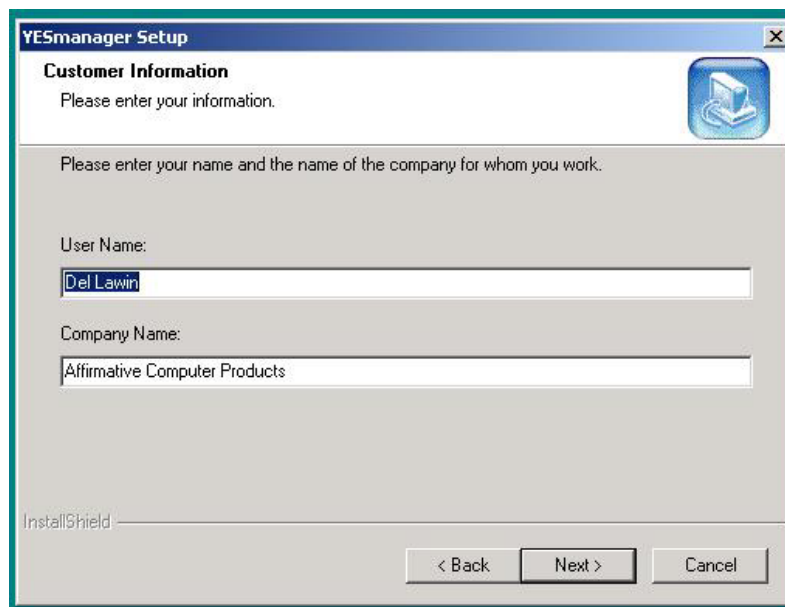 YESmanager Setup
Customer Information
Please enter your information.
Please enter your name and the name of the company for whom you work.
User Name:
Del Lawin
Company Name:
Affirmative Computer Products
InstallShield
< Back Next > Cancel